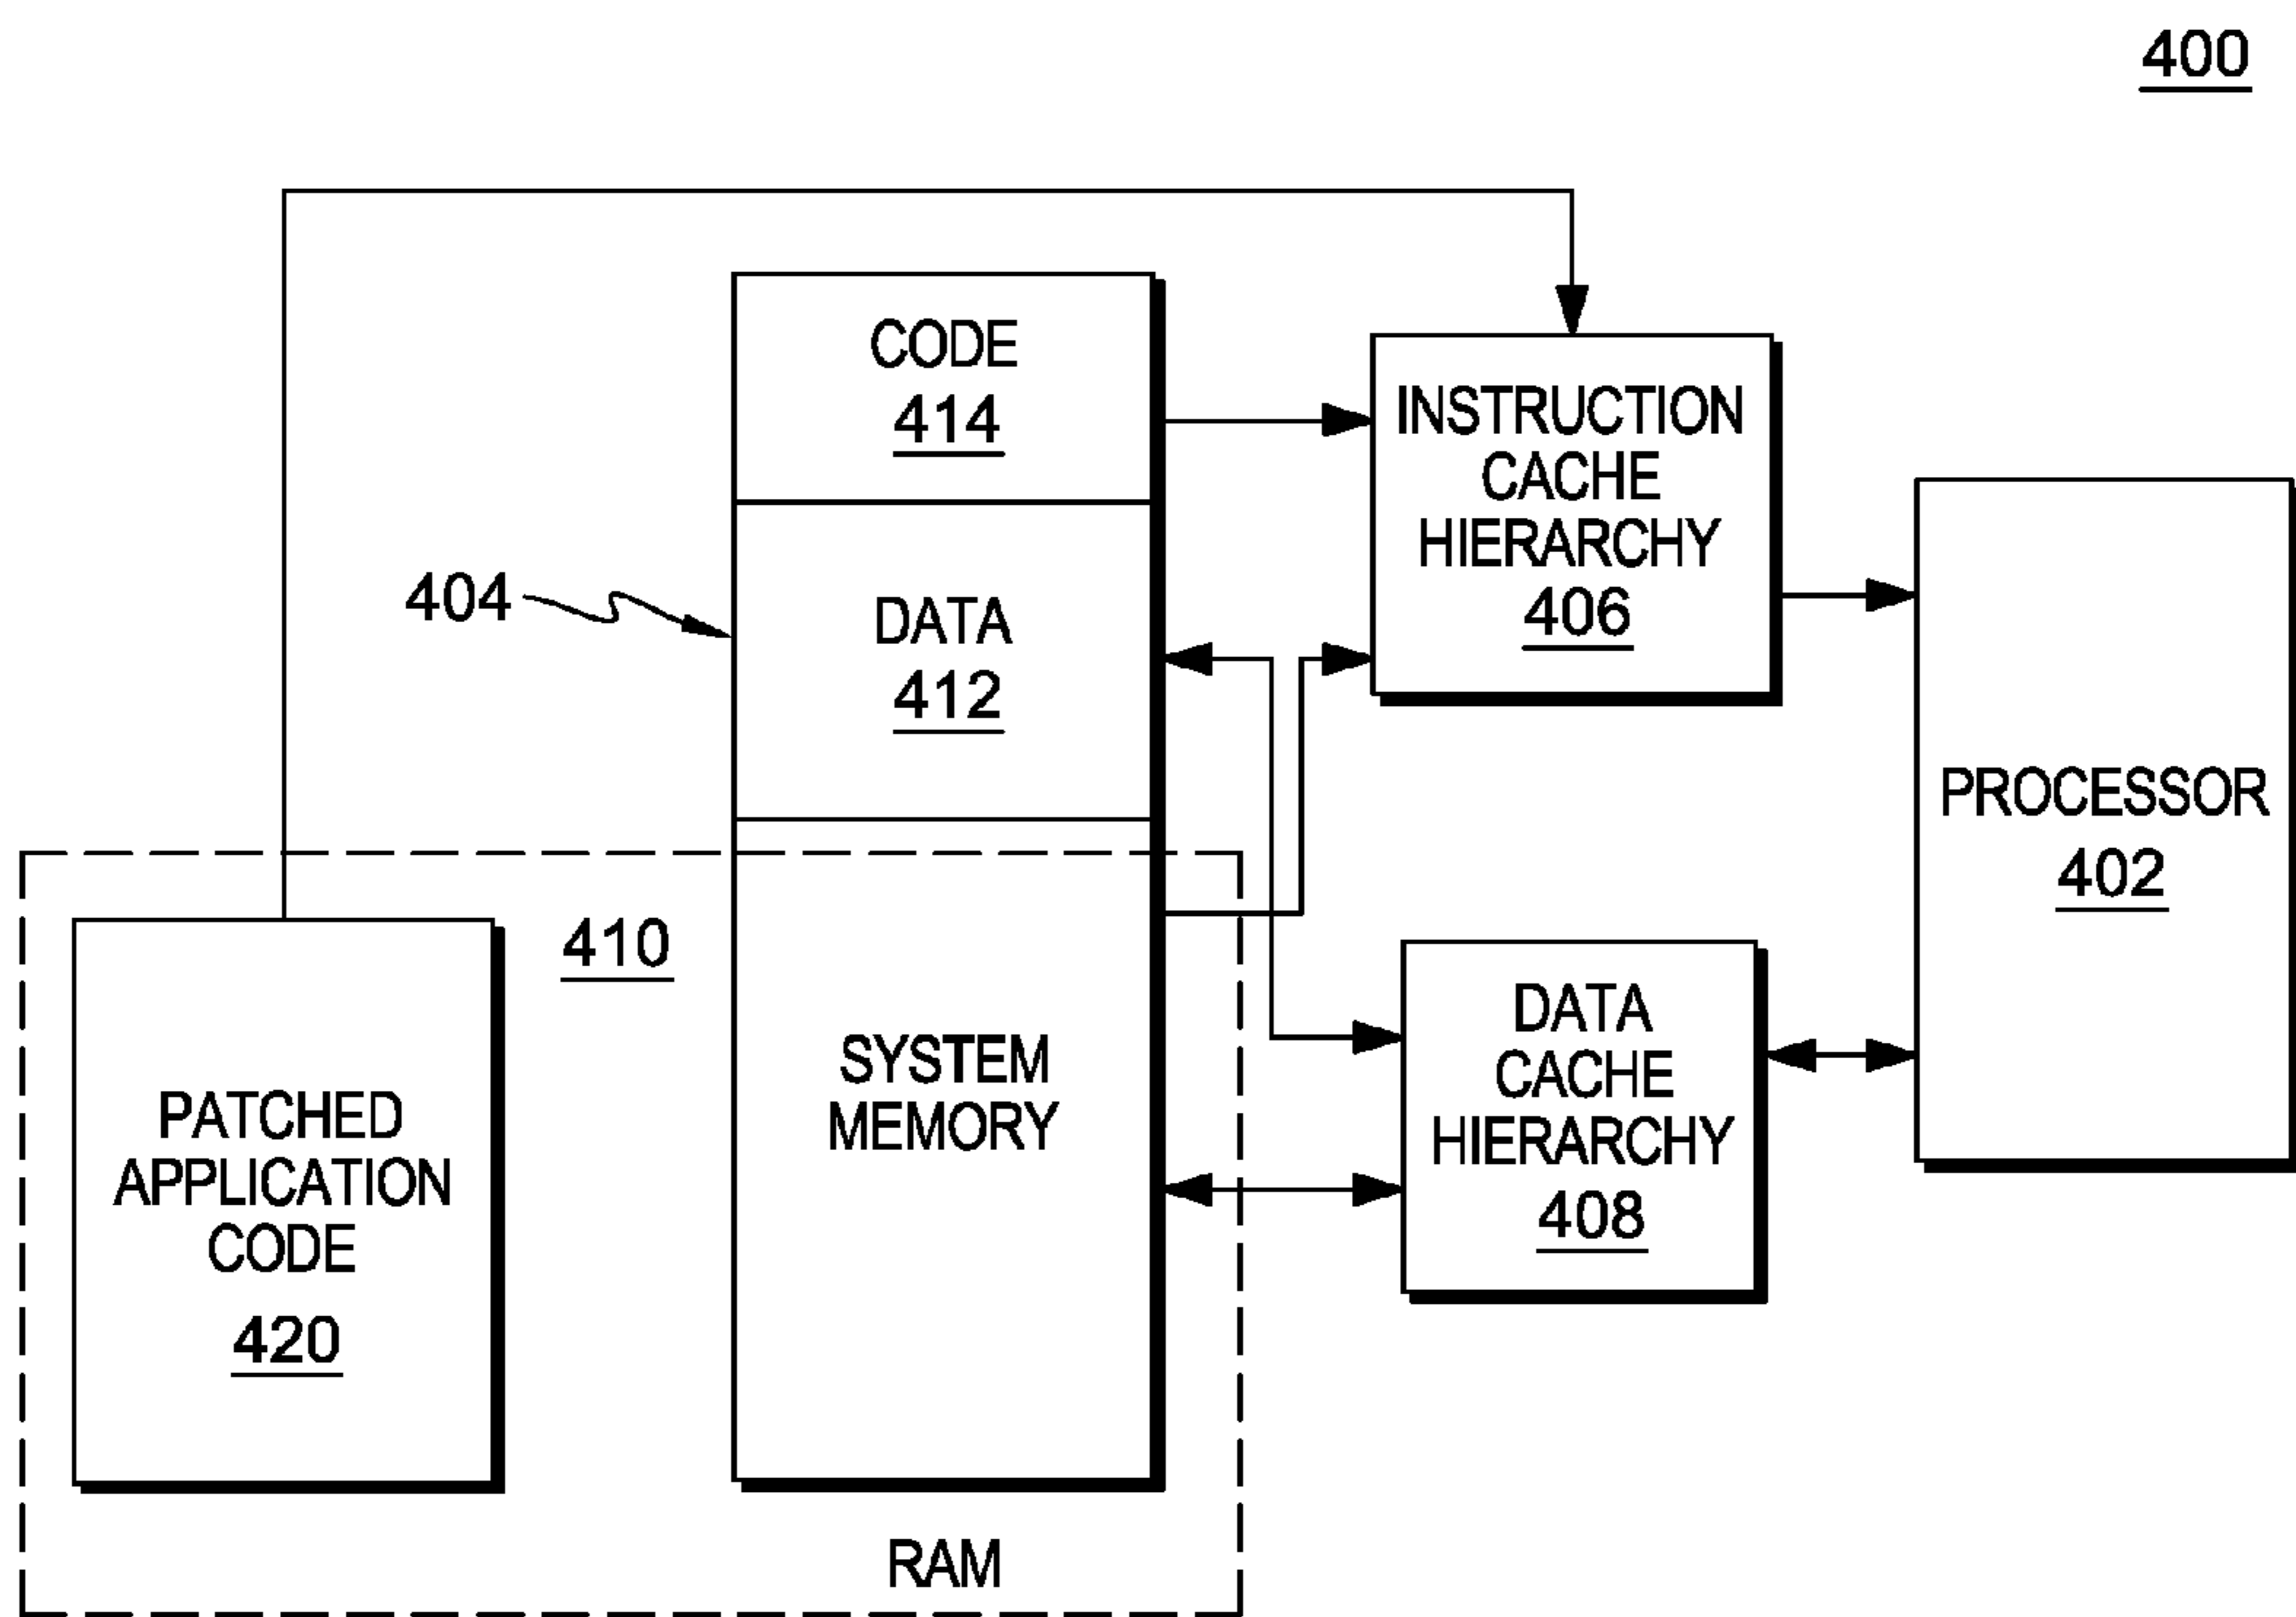 400
CODE
414
404
DATA
412
INSTRUCTION
CACHE
HIERARCHY
406
PROCESSOR
402
410
SYSTEM
MEMORY
DATA
CACHE
HIERARCHY
408
PATCHED
APPLICATION
CODE
420
RAM